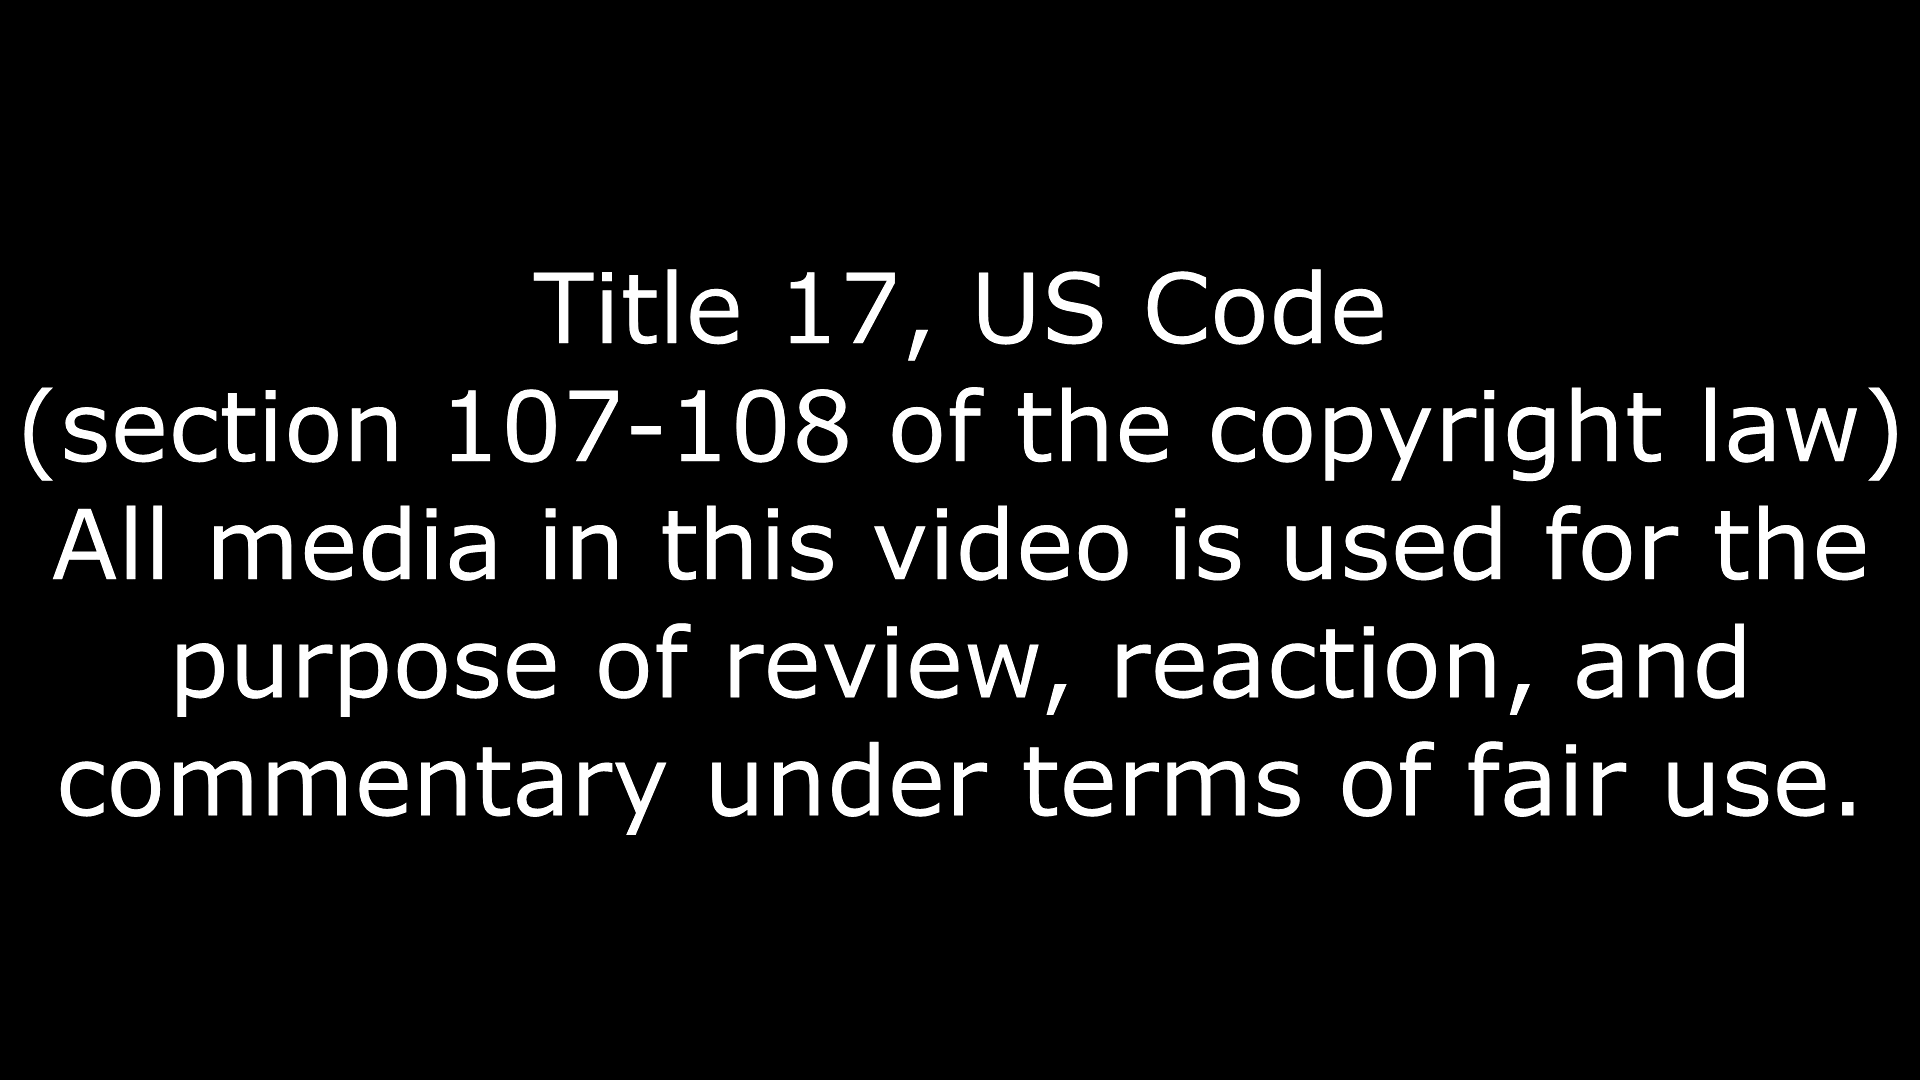 Title 17, US Code
(section 107-108 of the copyright law)
All media in this video is used for the
purpose of review, reaction, and
commentary under terms of fair use.